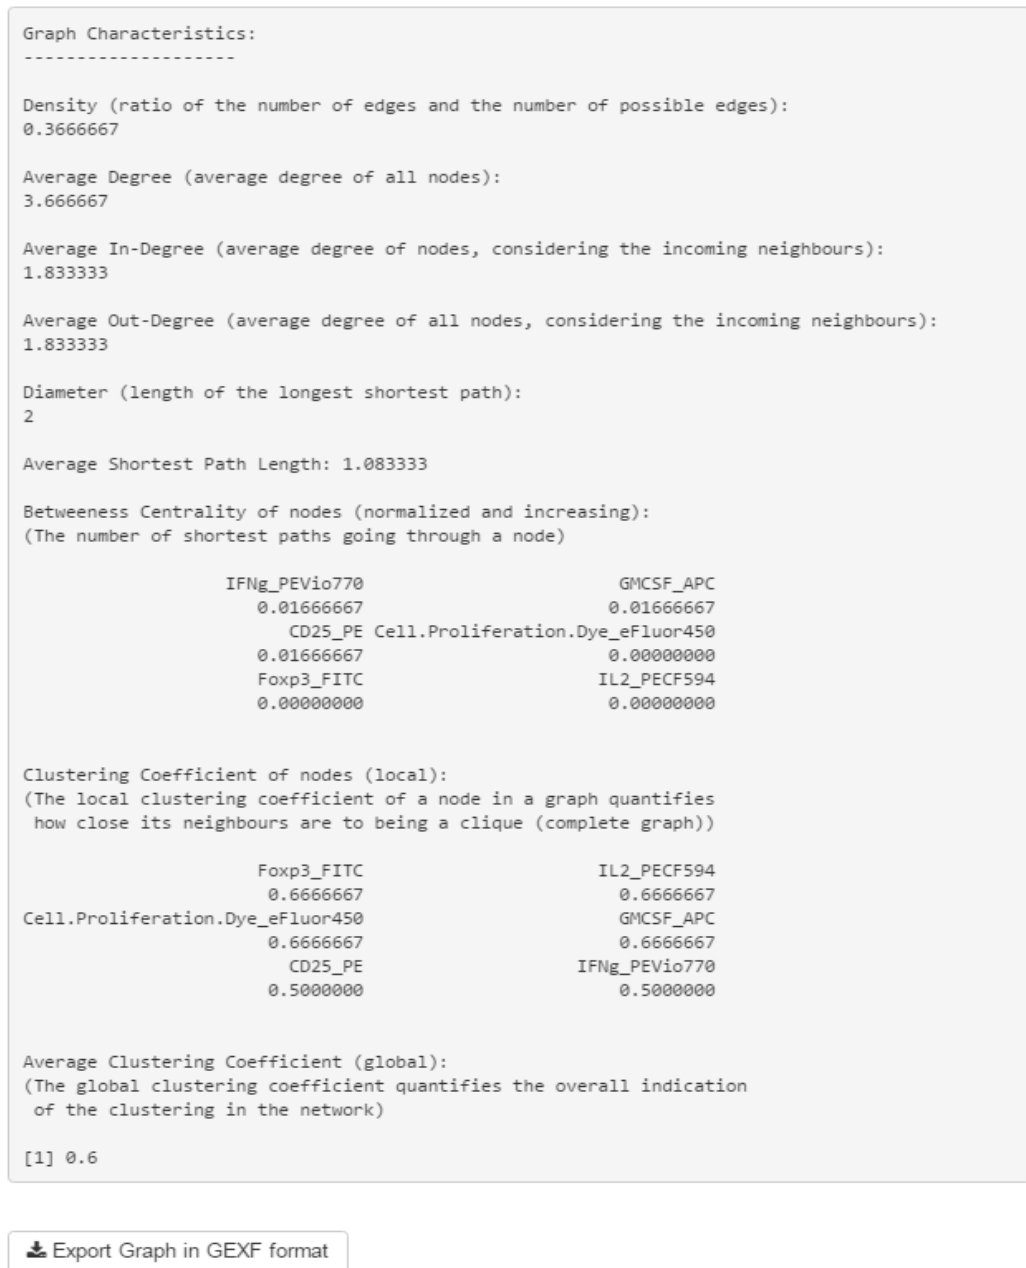 Graph Characteristics:
--------------------
Density (ratio of the number of edges and the number of possible edges):
0.3666667
Average Degree (average degree of all nodes):
3.666667
Average In-Degree (average degree of nodes, considering the incoming neighbours):
1.833333
Average Out-Degree (average degree of all nodes, considering the incoming neighbours):
1.833333
Diameter (length of the longest shortest path):
2
Average Shortest Path Length: 1.083333
Betweeness Centrality of nodes (normalized and increasing):
(The number of shortest paths going through a node)
IFNg_PEVio770 GMCSF_APC
0.01666667 0.01666667
CD25_PE Cell.Proliferation.Dye_eFluor450
0.01666667 0.00000000
Foxp3_FITC IL2_PECF594
0.00000000 0.00000000
Clustering Coefficient of nodes (local):
(The local clustering coefficient of a node in a graph quantifies
how close its neighbours are to being a clique (complete graph))
Foxp3_FITC IL2_PECF594
0.6666667 0.6666667
Cell.Proliferation.Dye_eFluor450 GMCSF_APC
0.6666667 0.6666667
CD25_PE IFNg_PEVio770
0.5000000 0.5000000
Average Clustering Coefficient (global):
(The global clustering coefficient quantifies the overall indication
of the clustering in the network)
[1] 0.6
Export Graph in GEXF format